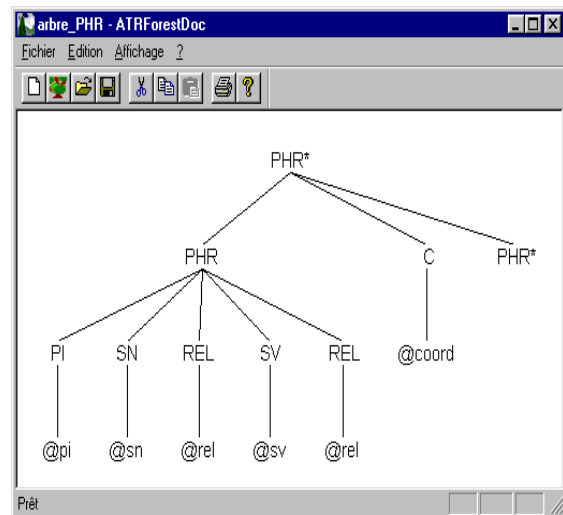 arbre_PHR - ATRForestDoc
Fichier Edition Affichage ?
PHR*
PHR C PHR*
PI SN REL SV REL @coord
@pi @sn @rel @sv @rel
Prêt